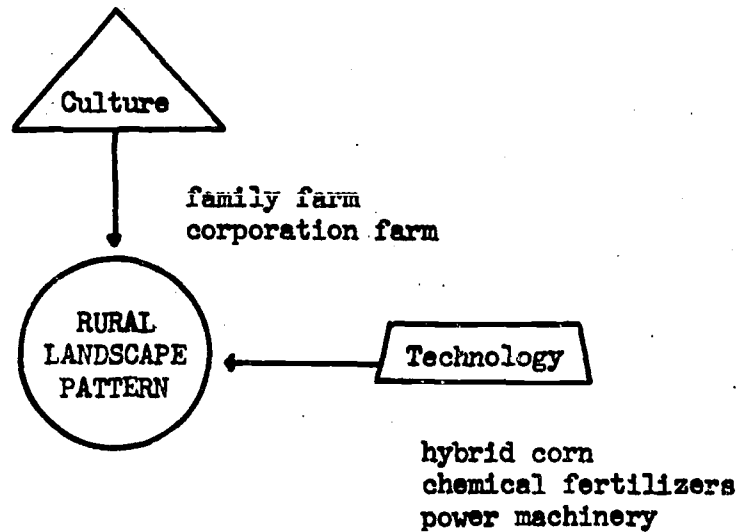 Culture
family farm
corporation farm
RURAL
LANDSCAPE
PATTERN
Technology
hybrid corn
chemical fertilizers
power machinery